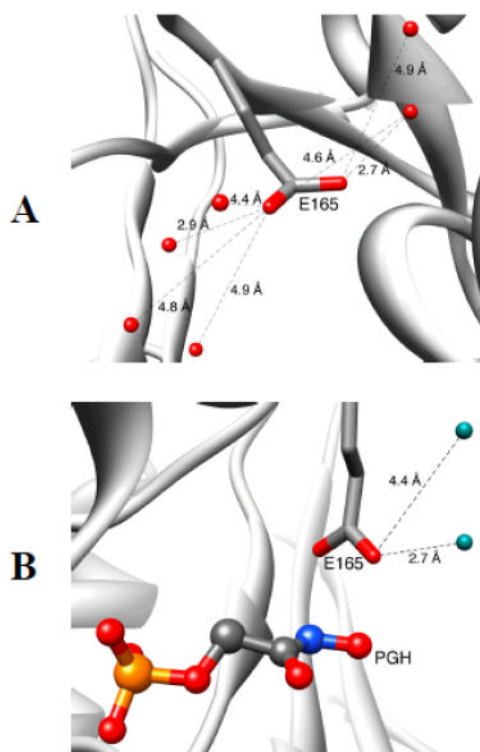 A
4.9 Å
4.6 Å
2.7 Å
E165
4.4 Å
2.9 Å
4.8 Å
4.9 Å
B
4.4 Å
E165
2.7 Å
PGH